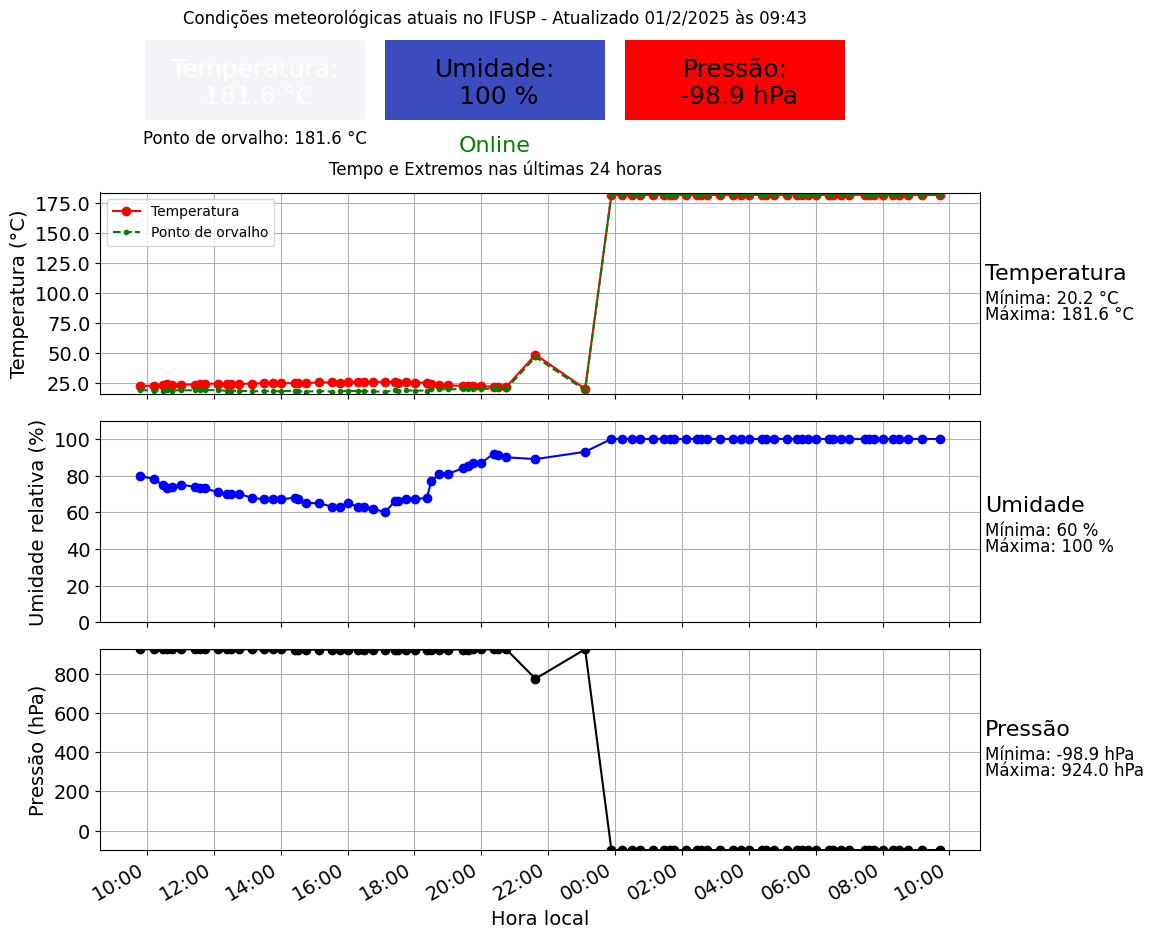 Condições meteorológicas atuais no IFUSP - Atualizado 01/2/2025 às 09:43
Temperatura:
181.6 °C
Umidade:
100 %
Pressão:
-98.9 hPa
Ponto de orvalho: 181.6 °C
Online
Tempo e Extremos nas últimas 24 horas
Temperatura (°C)
175.0
150.0
125.0
100.0
75.0
50.0
25.0
Temperatura
Ponto de orvalho
Temperatura
Mínima: 20.2 °C
Máxima: 181.6 °C
Umidade relativa (%)
100
80
60
40
20
0
Umidade
Mínima: 60 %
Máxima: 100 %
Pressão (hPa)
800
600
400
200
0
Pressão
Mínima: -98.9 hPa
Máxima: 924.0 hPa
10:00 12:00 14:00 16:00 18:00 20:00 22:00 00:00 02:00 04:00 06:00 08:00 10:00
Hora local